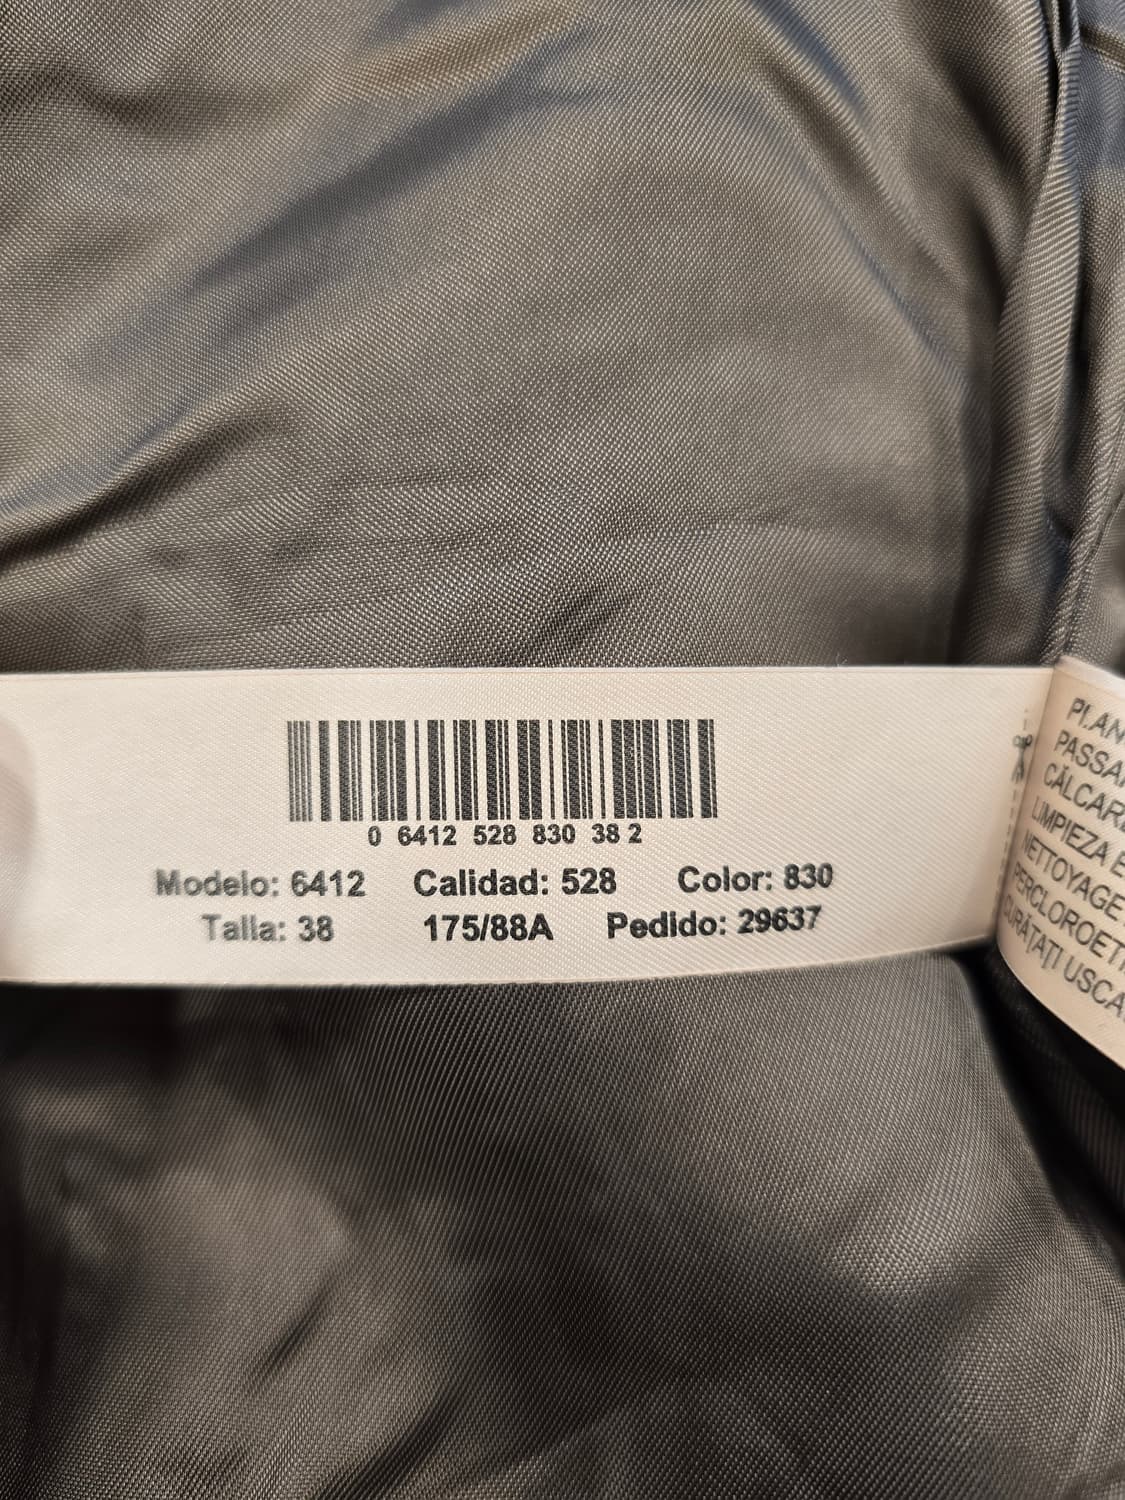 0 6412 528 830 38 2
Modelo: 6412 Calidad: 528 Color: 830
Talla: 38 175/88A Pedido: 29637
PASSA
CĂLCAR
LIMPIEZA
NETTOYAGE
PERCLOROET
CURĂȚAȚI USCA